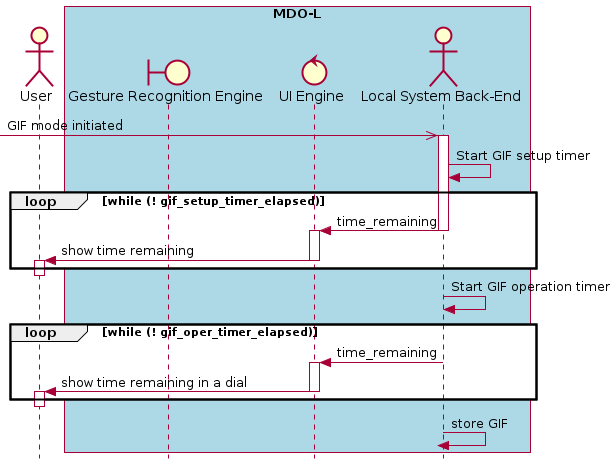 MDO-L
User
Gesture Recognition Engine
UI Engine
Local System Back-End
GIF mode initiated
Start GIF setup timer
loop [while (! gif_setup_timer_elapsed)]
time_remaining
show time remaining
Start GIF operation timer
loop [while (! gif_oper_timer_elapsed)]
time_remaining
show time remaining in a dial
store GIF